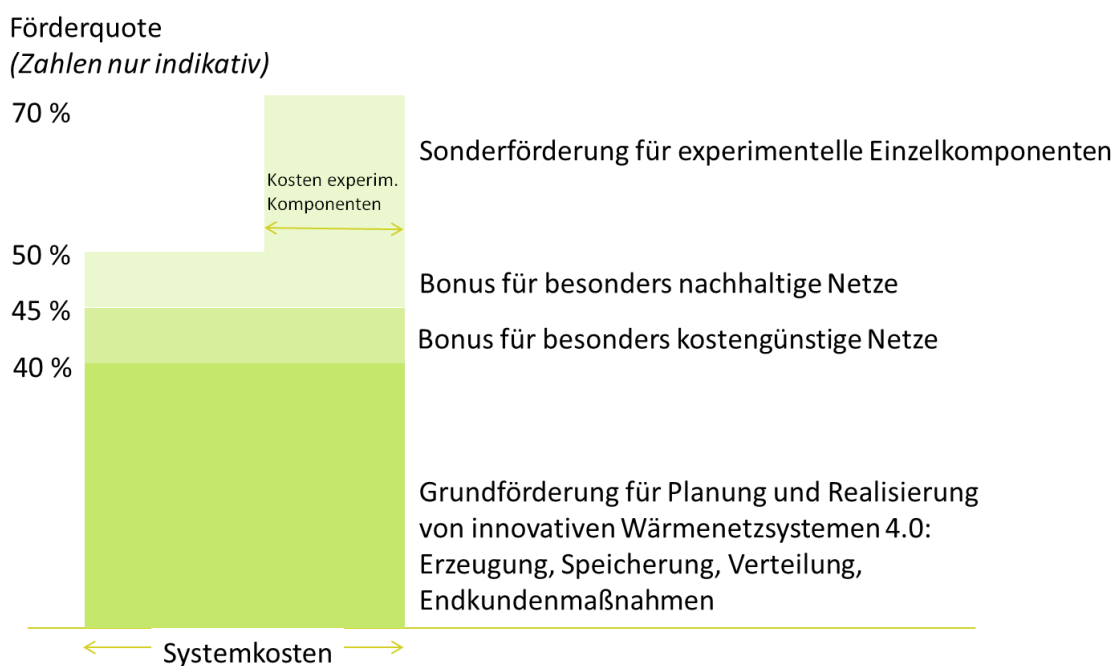 Förderquote
(Zahlen nur indikativ)
70 %
Sonderförderung für experimentelle Einzelkomponenten
Kosten experim.
Komponenten
50 %
Bonus für besonders nachhaltige Netze
45 %
Bonus für besonders kostengünstige Netze
40 %
Grundförderung für Planung und Realisierung
von innovativen Wärmenetzsystemen 4.0:
Erzeugung, Speicherung, Verteilung,
Endkundenmaßnahmen
Systemkosten